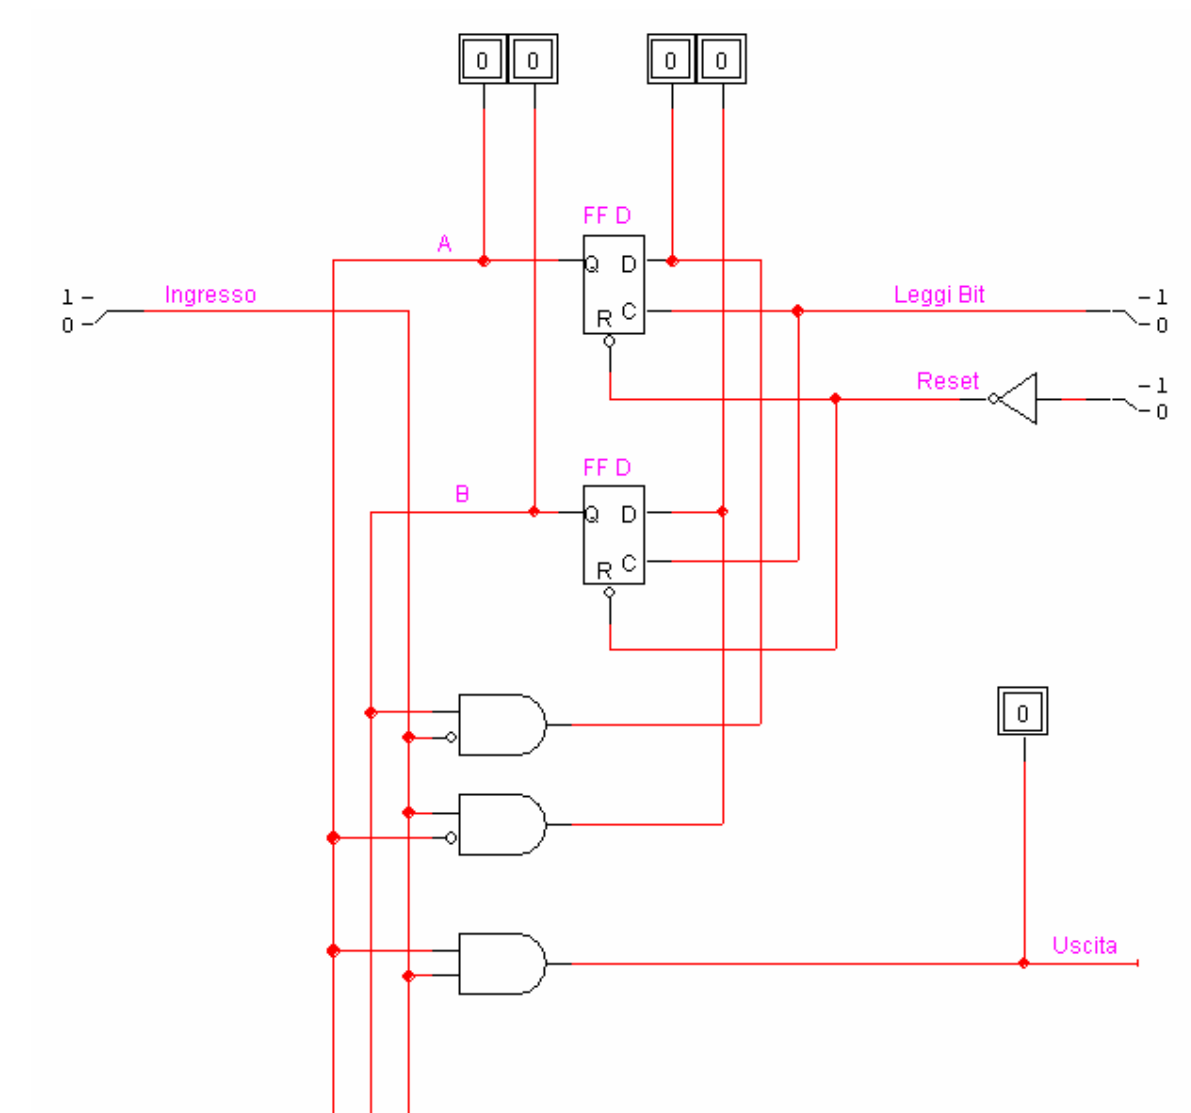 0 0 0 0
FF D
A
Q D
Ingresso
1
0
Leggi Bit
1
0
R C
Reset
1
0
FF D
B
Q D
R C
0
Uscita